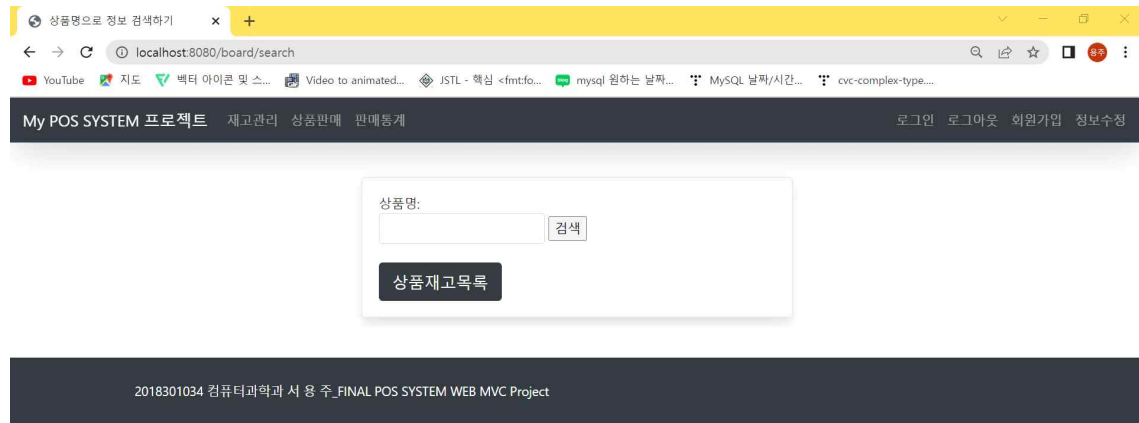 상품명으로 정보 검색하기
localhost:8080/board/search
용주
YouTube 지도 벡터 아이콘 및 스... Video to animated... JSTL - 핵심 <fmt:fo... mysql 원하는 날짜... MySQL 날짜/시간... cvc-complex-type....
My POS SYSTEM 프로젝트 재고관리 상품판매 판매통계 로그인 로그아웃 회원가입 정보수정
상품명:
검색
상품재고목록
2018301034 컴퓨터과학과 서 용 주_FINAL POS SYSTEM WEB MVC Project